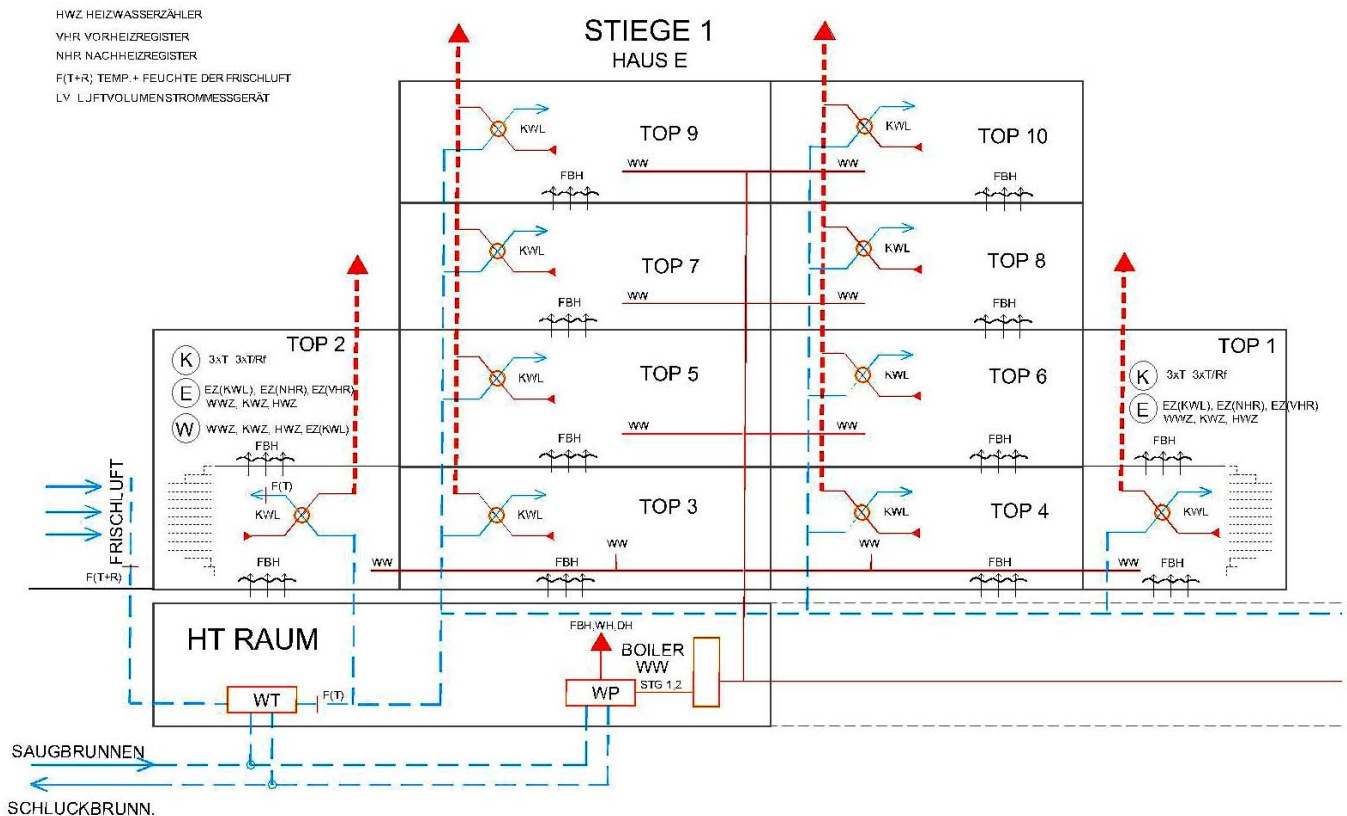 HWZ HEIZWASSERZÄHLER
VHR VORHEIZREGISTER
NHR NACHHEIZREGISTER
F(T+R) TEMP.+ FEUCHTE DER FRISCHLUFT
LV LUFTVOLUMENSTROMMESSGERÄT
STIEGE 1
HAUS E
KWL
TOP 9
KWL
TOP 10
WW
WW
FBH
FBH
KWL
TOP 7
KWL
TOP 8
WW
WW
FBH
FBH
TOP 2
K 3xT 3xT/Rf
E EZ(KWL), EZ(NHR), EZ(VHR)
WWZ, KWZ, HWZ
W WWZ, KWZ, HWZ, EZ(KWL)
FBH
KWL
TOP 5
KWL
TOP 6
WW
WW
FBH
FBH
TOP 1
K 3xT 3xT/Rf
E EZ(KWL), EZ(NHR), EZ(VHR)
WWZ, KWZ, HWZ
FBH
FRISCHLUFT
F(T+R)
F(T)
KWL
KWL
TOP 3
KWL
TOP 4
KWL
WW
WW
WW
WW
FBH
FBH
FBH
FBH
HT RAUM
FBH,WH,DH
BOILER
WW
STG 1,2
WT
F(T)
WP
SAUGBRUNNEN
SCHLUCKBRUNN.